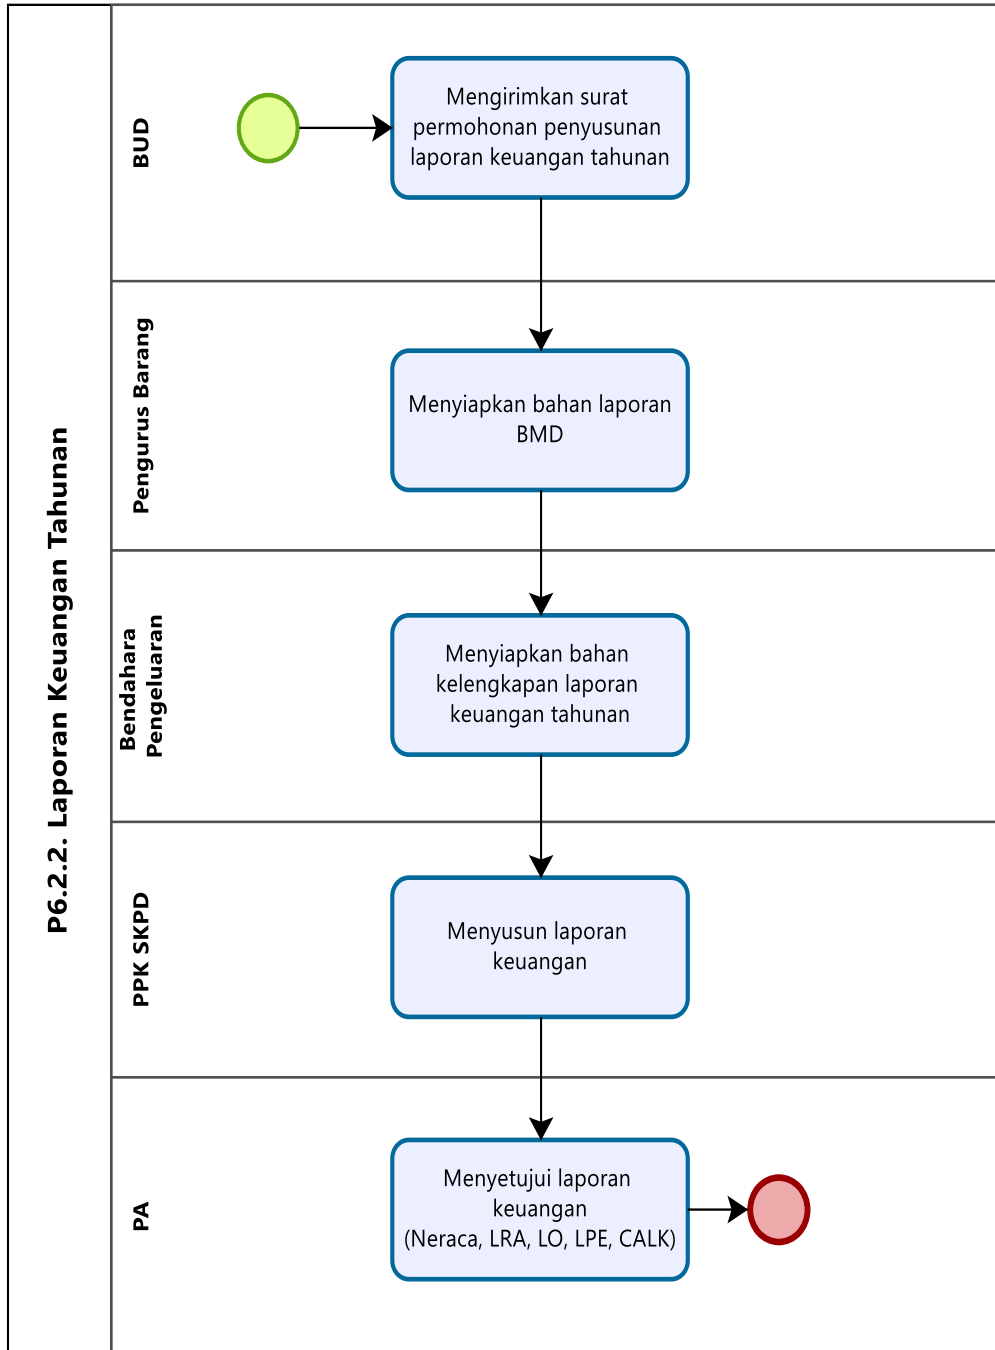 P6.2.2. Laporan Keuangan Tahunan
BUD
Mengirimkan surat
permohonan penyusunan
laporan keuangan tahunan
Pengurus Barang
Menyiapkan bahan laporan
BMD
Bendahara
Pengeluaran
Menyiapkan bahan
kelengkapan laporan
keuangan tahunan
PPK SKPD
Menyusun laporan
keuangan
PA
Menyetujui laporan
keuangan
(Neraca, LRA, LO, LPE, CALK)